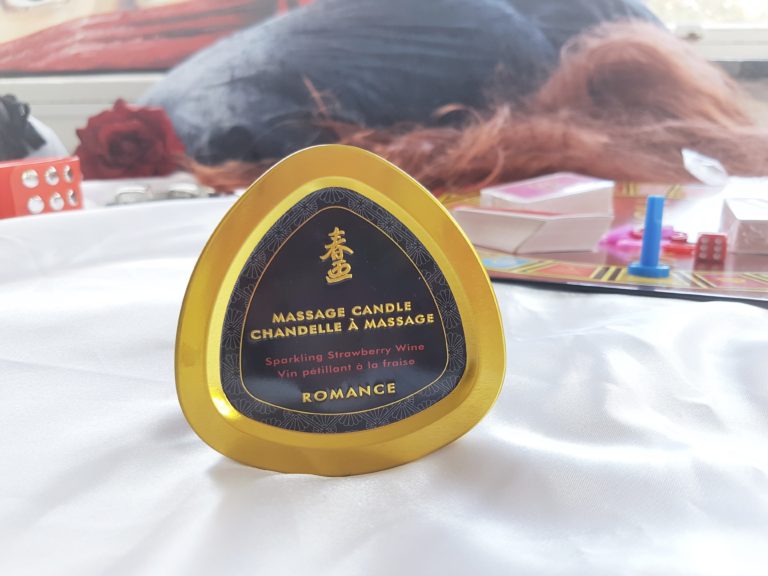 春画
MASSAGE CANDLE
CHANDELLE À MASSAGE
Sparkling Strawberry Wine
Vin pétillant à la fraise
ROMANCE